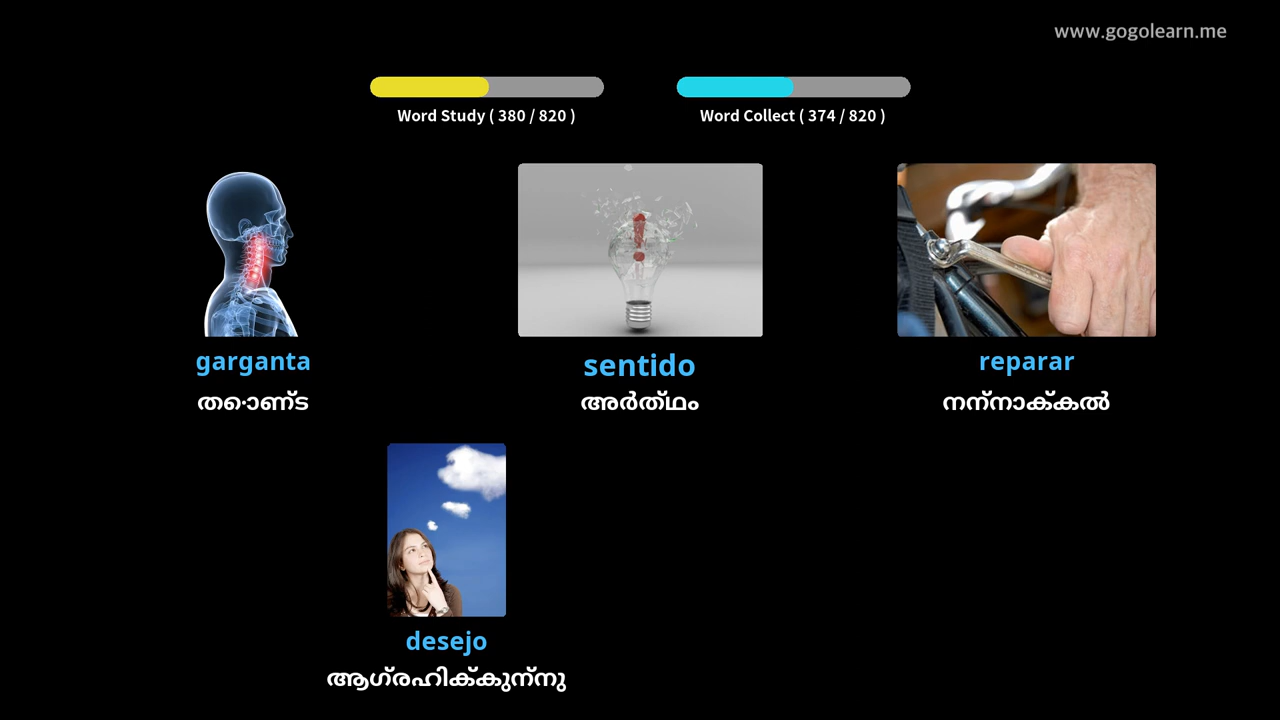 www.gogolearn.me
Word Study ( 380 / 820 )
Word Collect ( 374 / 820 )
garganta
തൊണ്ട
sentido
അർത്ഥം
reparar
നന്നാക്കൽ
desejo
ആഗ്രഹിക്കുന്നു